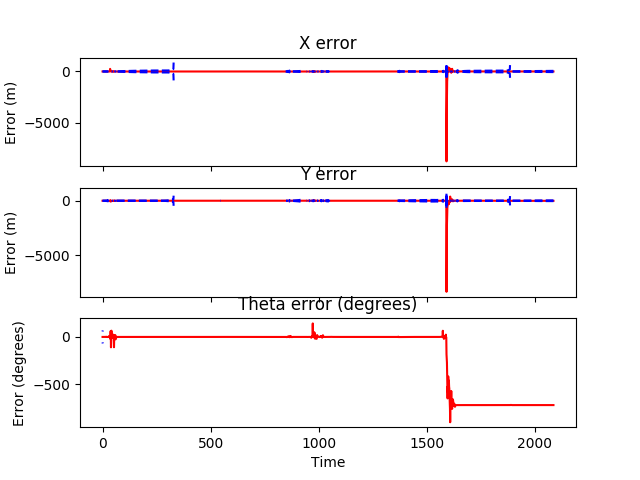 X error
0
−5000
Error (m)
Y error
0
−5000
Error (m)
Theta error (degrees)
0
−500
Error (degrees)
0 500 1000 1500 2000
Time